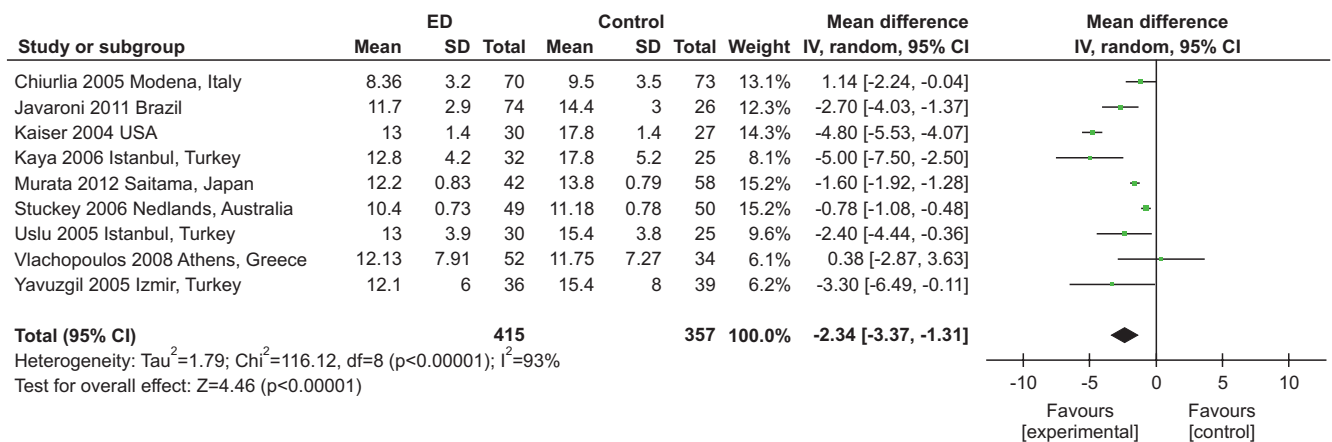 ED Control Mean difference Mean difference
Study or subgroup Mean SD Total Mean SD Total Weight IV, random, 95% CI IV, random, 95% CI
Chiurlia 2005 Modena, Italy 8.36 3.2 70 9.5 3.5 73 13.1% 1.14 [-2.24, -0.04]
Javaroni 2011 Brazil 11.7 2.9 74 14.4 3 26 12.3% -2.70 [-4.03, -1.37]
Kaiser 2004 USA 13 1.4 30 17.8 1.4 27 14.3% -4.80 [-5.53, -4.07]
Kaya 2006 Istanbul, Turkey 12.8 4.2 32 17.8 5.2 25 8.1% -5.00 [-7.50, -2.50]
Murata 2012 Saitama, Japan 12.2 0.83 42 13.8 0.79 58 15.2% -1.60 [-1.92, -1.28]
Stuckey 2006 Nedlands, Australia 10.4 0.73 49 11.18 0.78 50 15.2% -0.78 [-1.08, -0.48]
Uslu 2005 Istanbul, Turkey 13 3.9 30 15.4 3.8 25 9.6% -2.40 [-4.44, -0.36]
Vlachopoulos 2008 Athens, Greece 12.13 7.91 52 11.75 7.27 34 6.1% 0.38 [-2.87, 3.63]
Yavuzgil 2005 Izmir, Turkey 12.1 6 36 15.4 8 39 6.2% -3.30 [-6.49, -0.11]
Total (95% CI) 415 357 100.0% -2.34 [-3.37, -1.31]
Heterogeneity: Tau²=1.79; Chi²=116.12, df=8 (p<0.00001); I²=93%
Test for overall effect: Z=4.46 (p<0.00001)
-10 -5 0 5 10
Favours Favours
[experimental] [control]